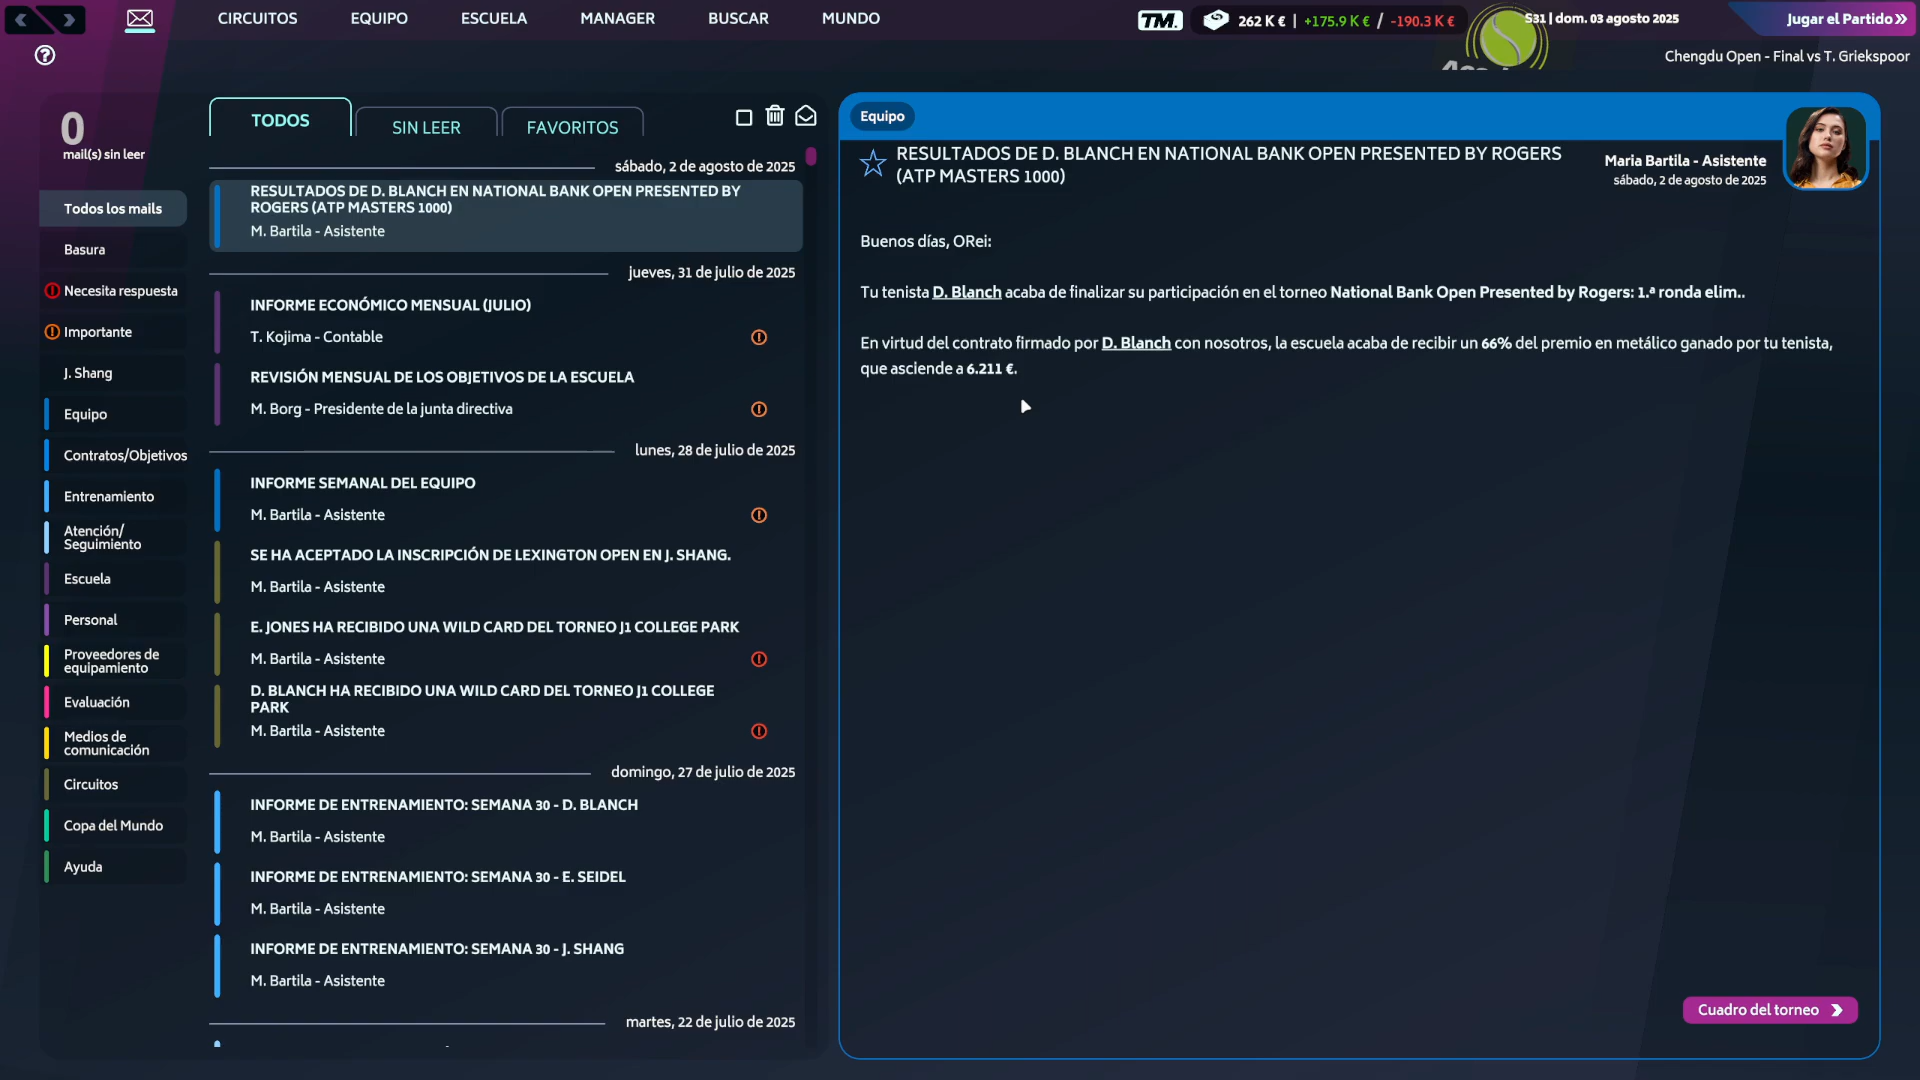 CIRCUITOS
EQUIPO
ESCUELA
MANAGER
BUSCAR
MUNDO
TM.
262 K € | +175.9 K € / -190.3 K €
S31 | dom. 03 agosto 2025
Jugar el Partido
Chengdu Open - Final vs T. Griekspoor
0
mail(s) sin leer
Todos los mails
Basura
Necesita respuesta
Importante
J. Shang
Equipo
Contratos/Objetivos
Entrenamiento
Atención/
Seguimiento
Escuela
Personal
Proveedores de
equipamiento
Evaluación
Medios de
comunicación
Circuitos
Copa del Mundo
Ayuda
TODOS
SIN LEER
FAVORITOS
sábado, 2 de agosto de 2025
RESULTADOS DE D. BLANCH EN NATIONAL BANK OPEN PRESENTED BY
ROGERS (ATP MASTERS 1000)
M. Bartila - Asistente
jueves, 31 de julio de 2025
INFORME ECONÓMICO MENSUAL (JULIO)
T. Kojima - Contable
REVISIÓN MENSUAL DE LOS OBJETIVOS DE LA ESCUELA
M. Borg - Presidente de la junta directiva
lunes, 28 de julio de 2025
INFORME SEMANAL DEL EQUIPO
M. Bartila - Asistente
SE HA ACEPTADO LA INSCRIPCIÓN DE LEXINGTON OPEN EN J. SHANG.
M. Bartila - Asistente
E. JONES HA RECIBIDO UNA WILD CARD DEL TORNEO J1 COLLEGE PARK
M. Bartila - Asistente
D. BLANCH HA RECIBIDO UNA WILD CARD DEL TORNEO J1 COLLEGE
PARK
M. Bartila - Asistente
domingo, 27 de julio de 2025
INFORME DE ENTRENAMIENTO: SEMANA 30 - D. BLANCH
M. Bartila - Asistente
INFORME DE ENTRENAMIENTO: SEMANA 30 - E. SEIDEL
M. Bartila - Asistente
INFORME DE ENTRENAMIENTO: SEMANA 30 - J. SHANG
M. Bartila - Asistente
martes, 22 de julio de 2025
Equipo
RESULTADOS DE D. BLANCH EN NATIONAL BANK OPEN PRESENTED BY ROGERS
(ATP MASTERS 1000)
Maria Bartila - Asistente
sábado, 2 de agosto de 2025
Buenos días, ORei:
Tu tenista D. Blanch acaba de finalizar su participación en el torneo National Bank Open Presented by Rogers: 1.ª ronda elim..
En virtud del contrato firmado por D. Blanch con nosotros, la escuela acaba de recibir un 66% del premio en metálico ganado por tu tenista,
que asciende a 6.211 €.
Cuadro del torneo